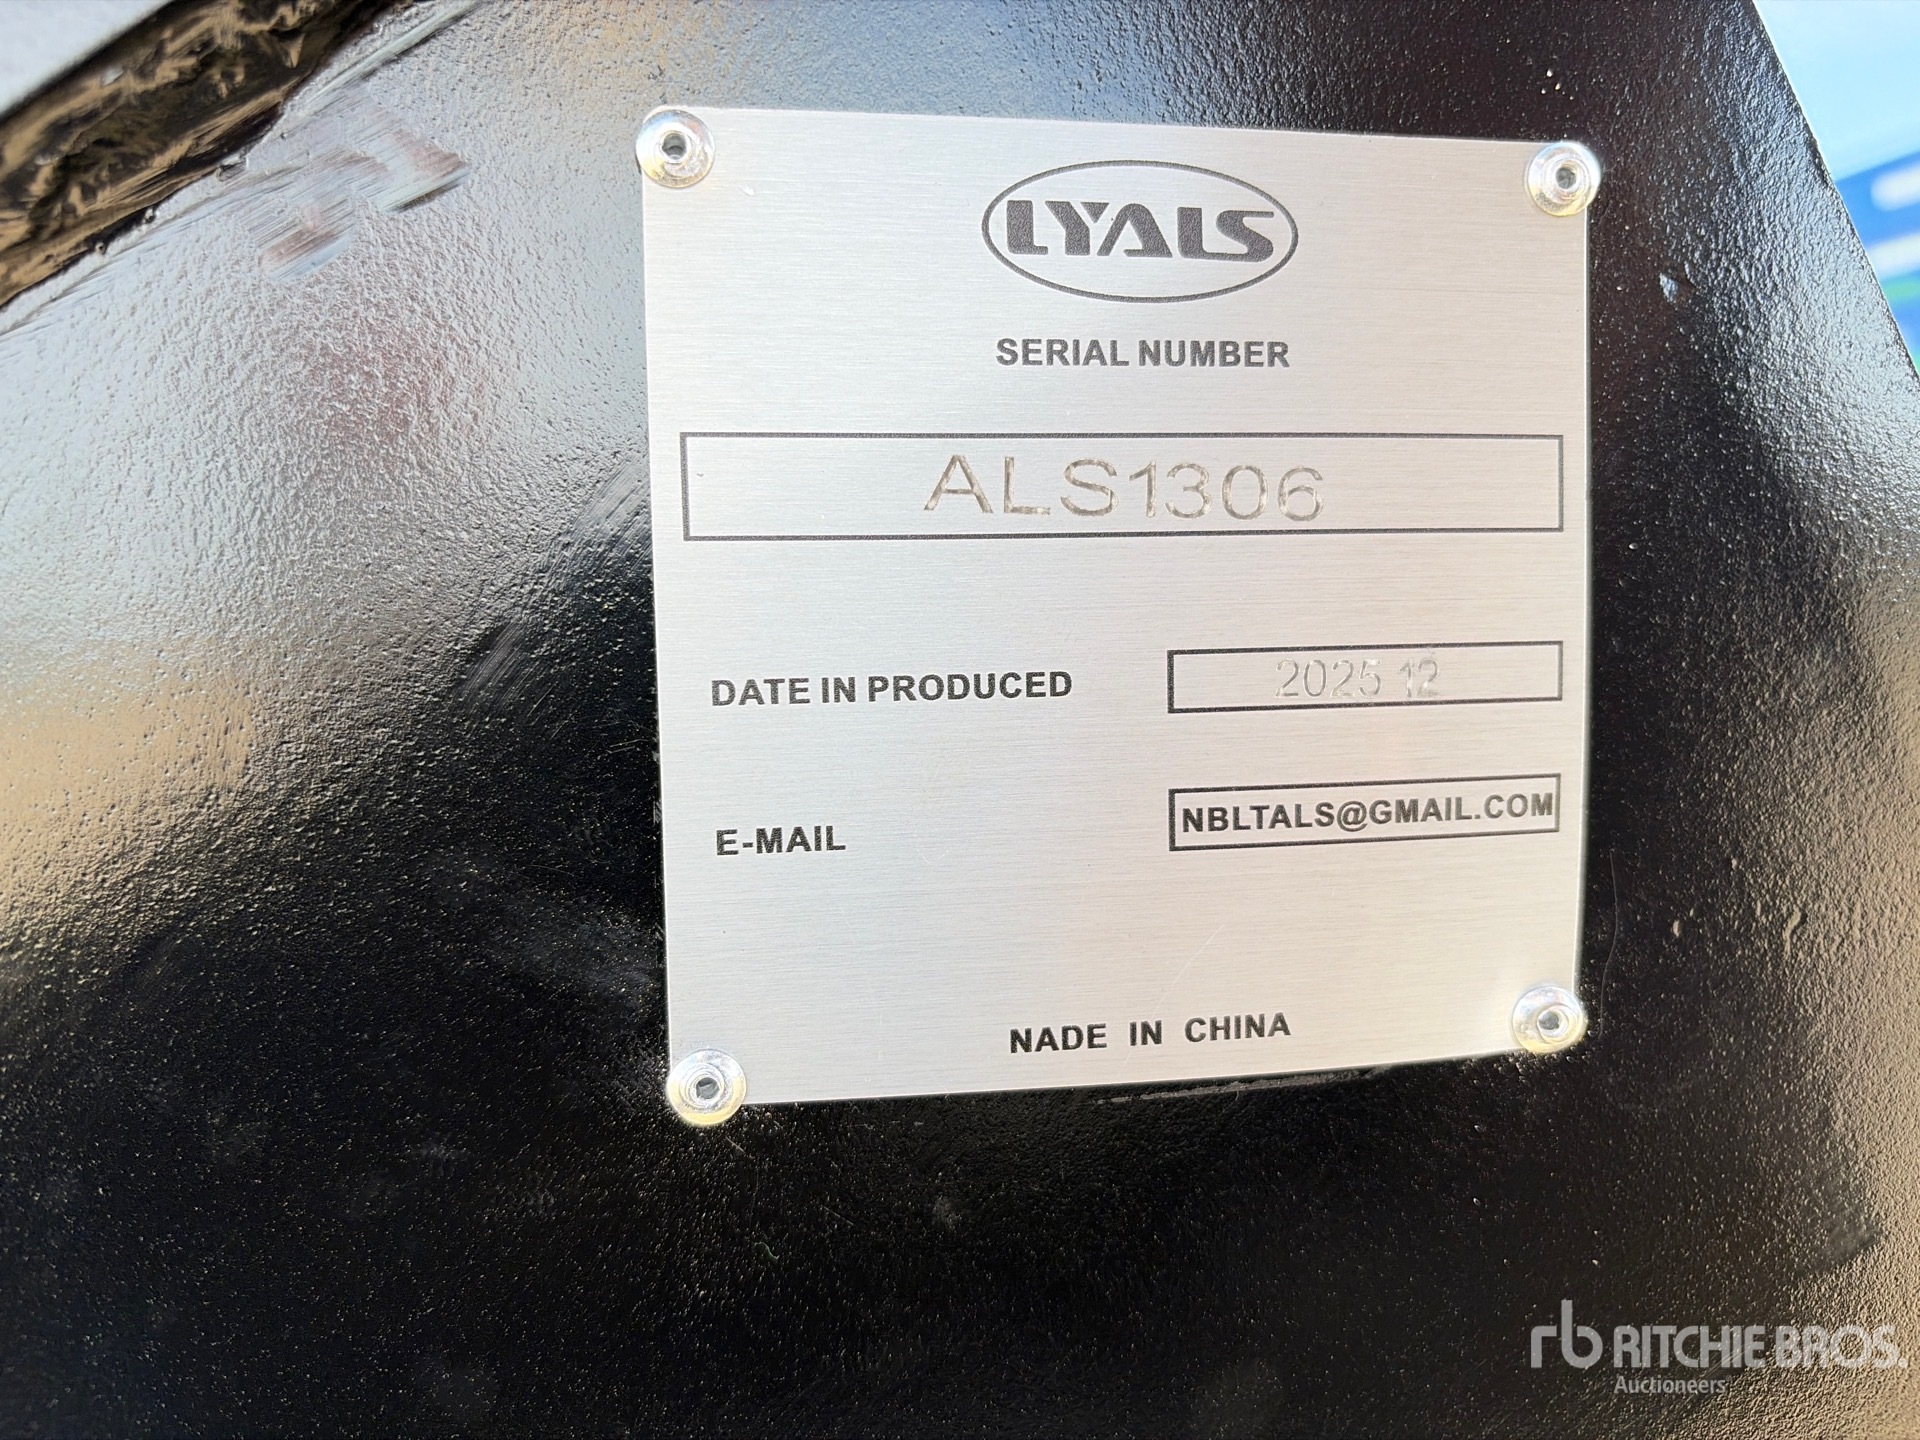 LYALS
SERIAL NUMBER
ALS1306
DATE IN PRODUCED
2025 12
E-MAIL
NBLTALS@GMAIL.COM
NADE IN CHINA
rb RITCHIE BROS.
Auctioneers